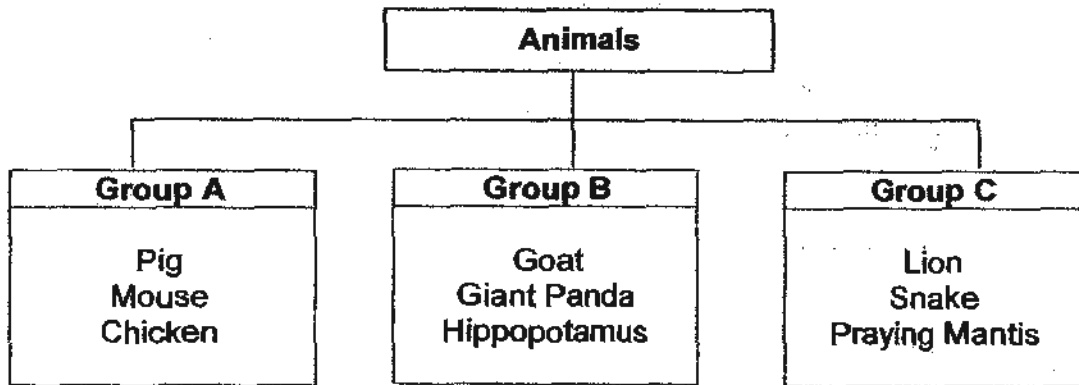 Animals
Group A
Pig
Mouse
Chicken
Group B
Goat
Giant Panda
Hippopotamus
Group C
Lion
Snake
Praying Mantis